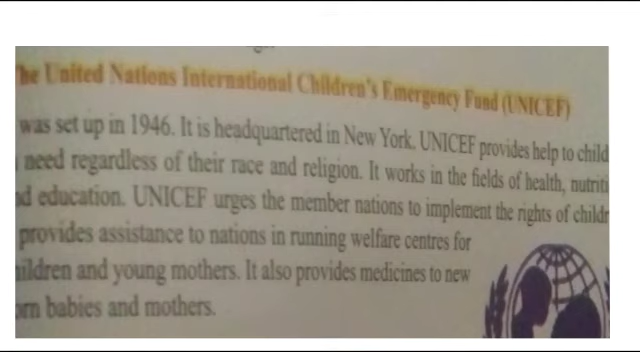 he United Nations International Children's Emergency Fund (UNICEF)
was set up in 1946. It is headquartered in New York. UNICEF provides help to child
need regardless of their race and religion. It works in the fields of health, nutriti
nd education. UNICEF urges the member nations to implement the rights of childr
provides assistance to nations in running welfare centres for
ildren and young mothers. It also provides medicines to new
orn babies and mothers.